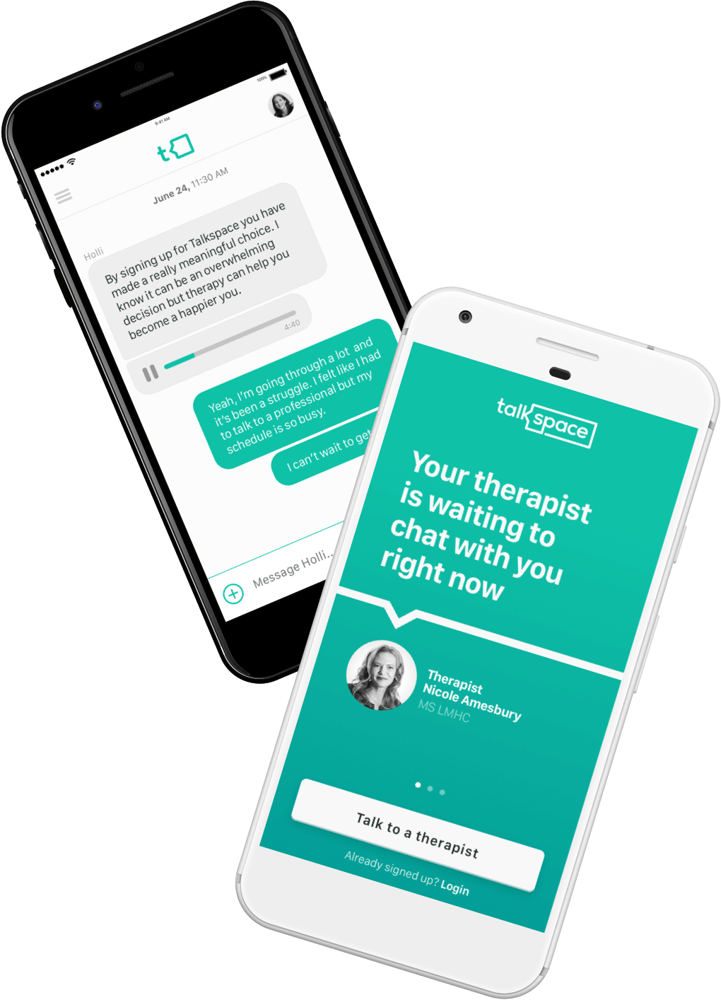 100%
9:41 AM
t
June 24, 11:30 AM
Holli
By signing up for Talkspace you have
made a really meaningful choice. I
know it can be an overwhelming
decision but therapy can help you
become a happier you.
4:40
Yeah, I'm going through a lot and
it's been a struggle. I felt like I had
to talk to a professional but my
schedule is so busy.
I can't wait to get
Message Holli...
talkspace
Your therapist
is waiting to
chat with you
right now
Therapist
Nicole Amesbury
MS LMHC
Talk to a therapist
Already signed up? Login